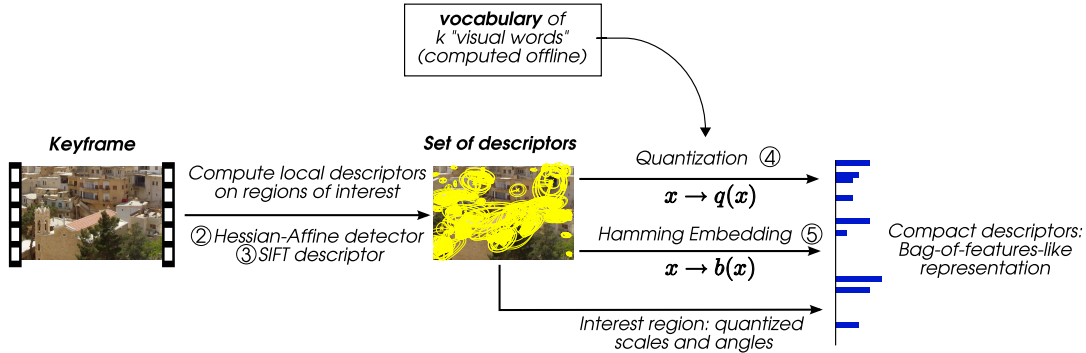 vocabulary of
k "visual words"
(computed offline)
Keyframe
Compute local descriptors
on regions of interest
② Hessian-Affine detector
③ SIFT descriptor
Set of descriptors
Quantization ④
x → q(x)
Hamming Embedding ⑤
x → b(x)
Interest region: quantized
scales and angles
Compact descriptors:
Bag-of-features-like
representation